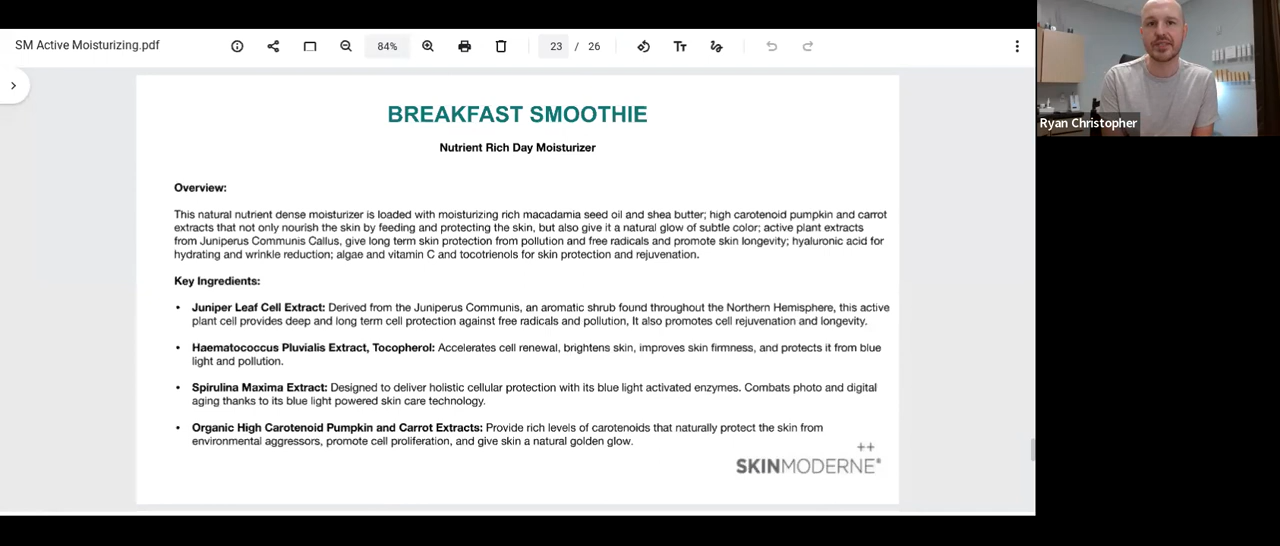 SM Active Moisturizing.pdf
84%
23 / 26
BREAKFAST SMOOTHIE
Nutrient Rich Day Moisturizer
Overview:
This natural nutrient dense moisturizer is loaded with moisturizing rich macadamia seed oil and shea butter; high carotenoid pumpkin and carrot
extracts that not only nourish the skin by feeding and protecting the skin, but also give it a natural glow of subtle color; active plant extracts
from Juniperus Communis Callus, give long term skin protection from pollution and free radicals and promote skin longevity; hyaluronic acid for
hydrating and wrinkle reduction; algae and vitamin C and tocotrienols for skin protection and rejuvenation.
Key Ingredients:
• Juniper Leaf Cell Extract: Derived from the Juniperus Communis, an aromatic shrub found throughout the Northern Hemisphere, this active
plant cell provides deep and long term cell protection against free radicals and pollution, It also promotes cell rejuvenation and longevity.
• Haematococcus Pluvialis Extract, Tocopherol: Accelerates cell renewal, brightens skin, improves skin firmness, and protects it from blue
light and pollution.
• Spirulina Maxima Extract: Designed to deliver holistic cellular protection with its blue light activated enzymes. Combats photo and digital
aging thanks to its blue light powered skin care technology.
• Organic High Carotenoid Pumpkin and Carrot Extracts: Provide rich levels of carotenoids that naturally protect the skin from
environmental aggressors, promote cell proliferation, and give skin a natural golden glow.
++
SKINMODERNE®
Ryan Christopher